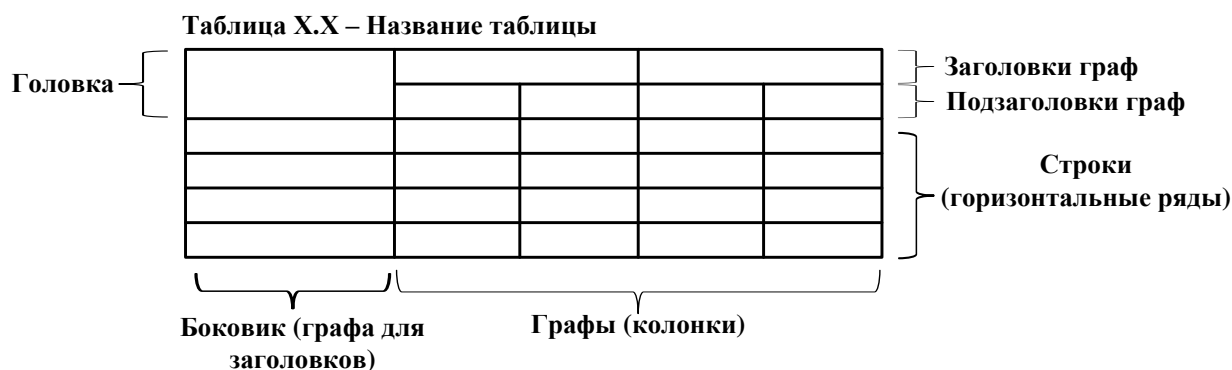 Таблица Х.Х – Название таблицы
Головка
Заголовки граф
Подзаголовки граф
Строки
(горизонтальные ряды)
Боковик (графа для
заголовков)
Графы (колонки)